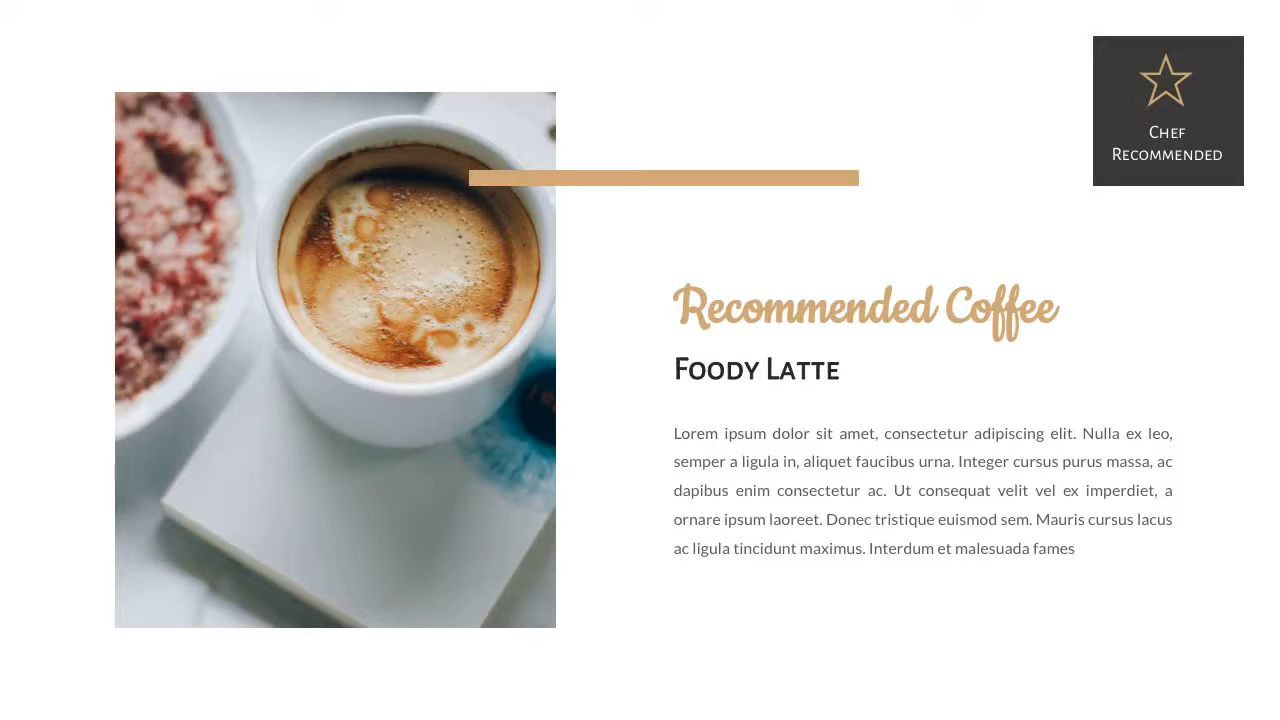 Chef
Recommended
Recommended Coffee
Foody Latte
Lorem ipsum dolor sit amet, consectetur adipiscing elit. Nulla ex leo,
semper a ligula in, aliquet faucibus urna. Integer cursus purus massa, ac
dapibus enim consectetur ac. Ut consequat velit vel ex imperdiet, a
ornare ipsum laoreet. Donec tristique euismod sem. Mauris cursus lacus
ac ligula tincidunt maximus. Interdum et malesuada fames